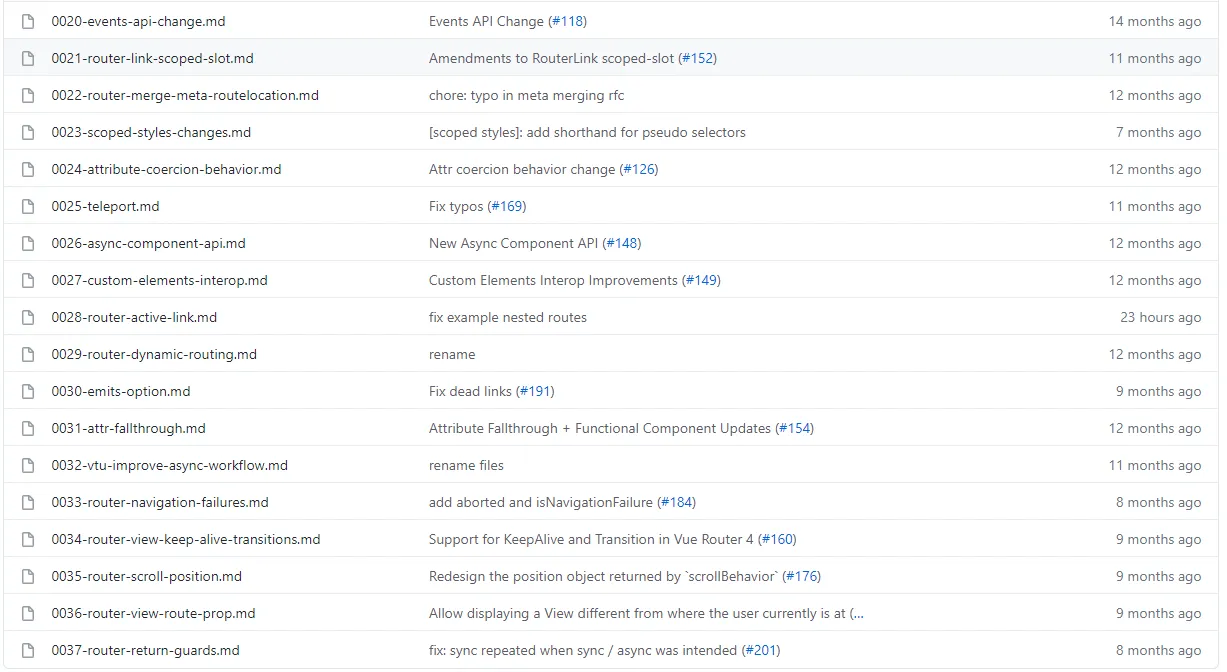 0020-events-api-change.md Events API Change (#118) 14 months ago
0021-router-link-scoped-slot.md Amendments to RouterLink scoped-slot (#152) 11 months ago
0022-router-merge-meta-routelocation.md chore: typo in meta merging rfc 12 months ago
0023-scoped-styles-changes.md [scoped styles]: add shorthand for pseudo selectors 7 months ago
0024-attribute-coercion-behavior.md Attr coercion behavior change (#126) 12 months ago
0025-teleport.md Fix typos (#169) 11 months ago
0026-async-component-api.md New Async Component API (#148) 12 months ago
0027-custom-elements-interop.md Custom Elements Interop Improvements (#149) 12 months ago
0028-router-active-link.md fix example nested routes 23 hours ago
0029-router-dynamic-routing.md rename 12 months ago
0030-emits-option.md Fix dead links (#191) 9 months ago
0031-attr-fallthrough.md Attribute Fallthrough + Functional Component Updates (#154) 12 months ago
0032-vtu-improve-async-workflow.md rename files 11 months ago
0033-router-navigation-failures.md add aborted and isNavigationFailure (#184) 8 months ago
0034-router-view-keep-alive-transitions.md Support for KeepAlive and Transition in Vue Router 4 (#160) 9 months ago
0035-router-scroll-position.md Redesign the position object returned by `scrollBehavior` (#176) 9 months ago
0036-router-view-route-prop.md Allow displaying a View different from where the user currently is at (... 9 months ago
0037-router-return-guards.md fix: sync repeated when sync / async was intended (#201) 8 months ago